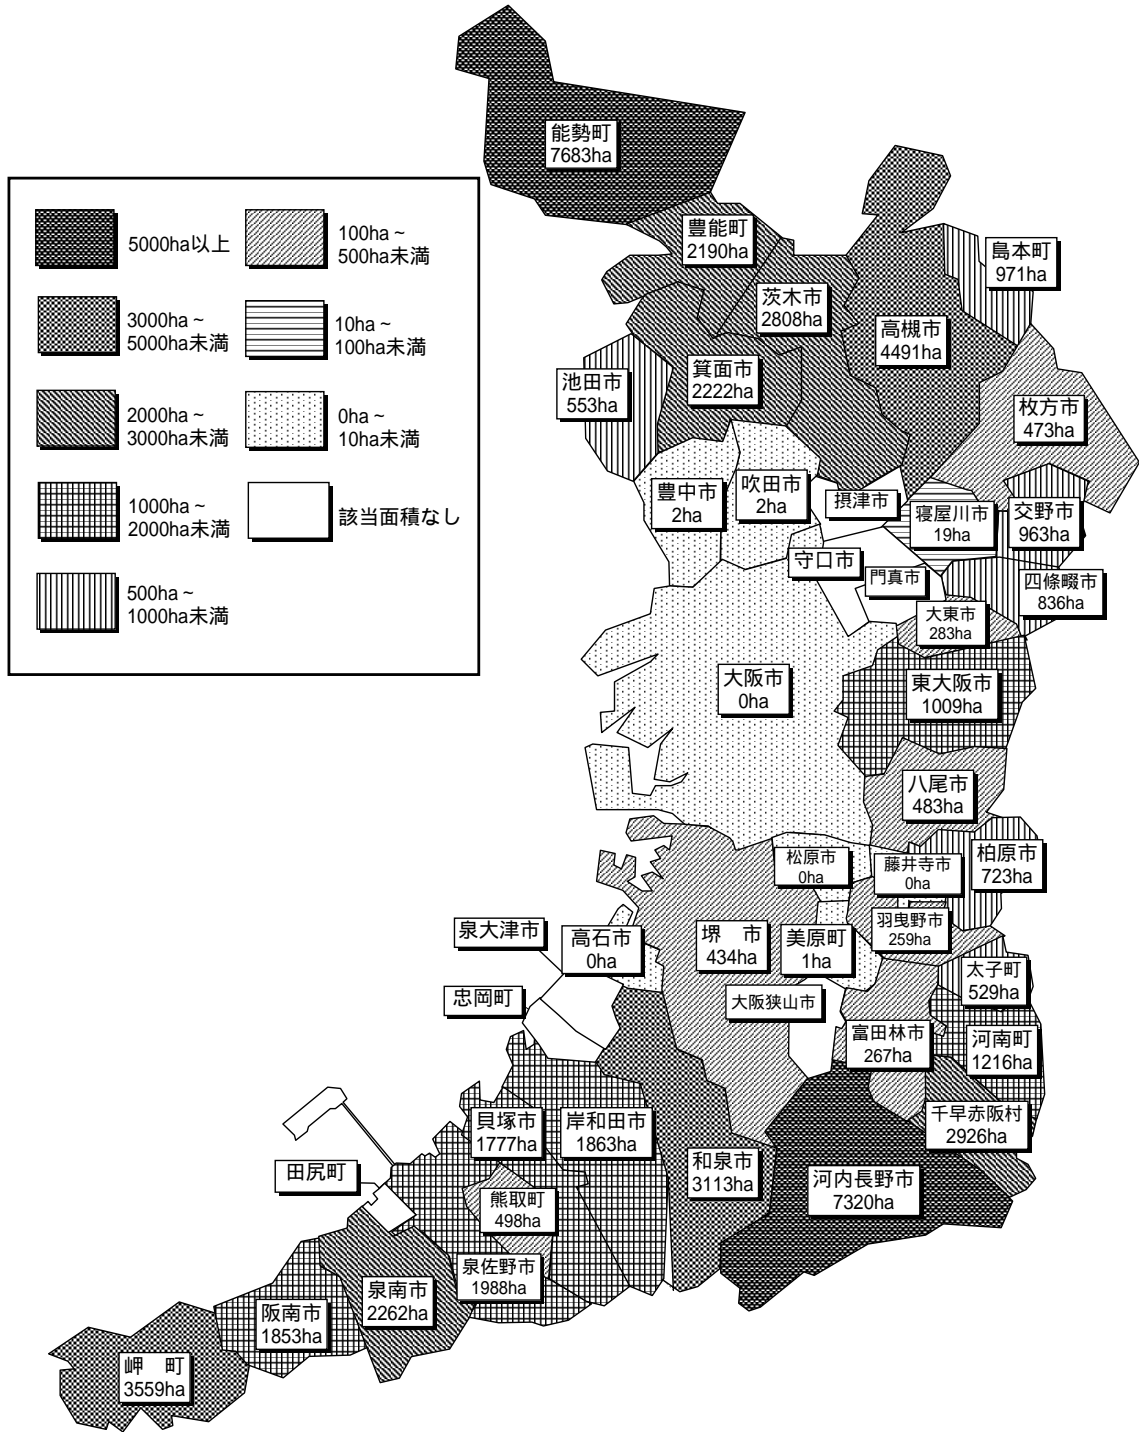 能勢町
7683ha
5000ha以上
100ha～
500ha未満
3000ha～
5000ha未満
10ha～
100ha未満
2000ha～
3000ha未満
0ha～
10ha未満
1000ha～
2000ha未満
該当面積なし
500ha～
1000ha未満
豊能町
2190ha
島本町
971ha
茨木市
2808ha
高槻市
4491ha
箕面市
2222ha
池田市
553ha
枚方市
473ha
豊中市
2ha
吹田市
2ha
摂津市
寝屋川市
19ha
交野市
963ha
守口市
門真市
四條畷市
836ha
大東市
283ha
大阪市
0ha
東大阪市
1009ha
八尾市
483ha
松原市
0ha
藤井寺市
0ha
柏原市
723ha
泉大津市
高石市
0ha
堺　市
434ha
美原町
1ha
羽曳野市
259ha
太子町
529ha
忠岡町
大阪狭山市
富田林市
267ha
河南町
1216ha
貝塚市
1777ha
岸和田市
1863ha
千早赤阪村
2926ha
田尻町
和泉市
3113ha
河内長野市
7320ha
熊取町
498ha
泉佐野市
1988ha
泉南市
2262ha
阪南市
1853ha
岬　町
3559ha